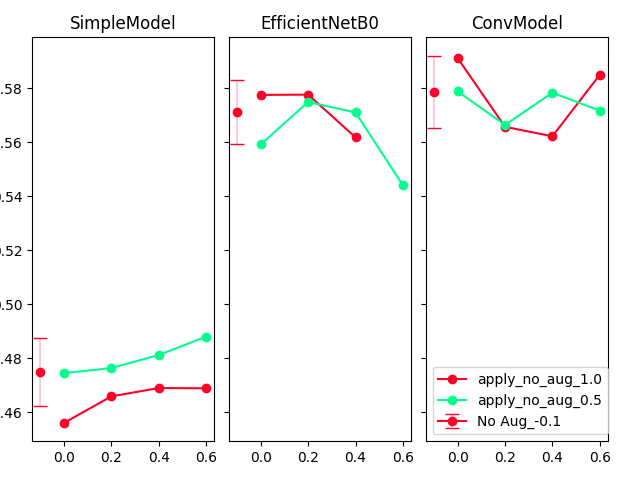 SimpleModel
EfficientNetB0
ConvModel
.58
.56
.54
.52
.50
.48
.46
0.0 0.2 0.4 0.6
0.0 0.2 0.4 0.6
0.0 0.2 0.4 0.6
apply_no_aug_1.0
apply_no_aug_0.5
No Aug_-0.1